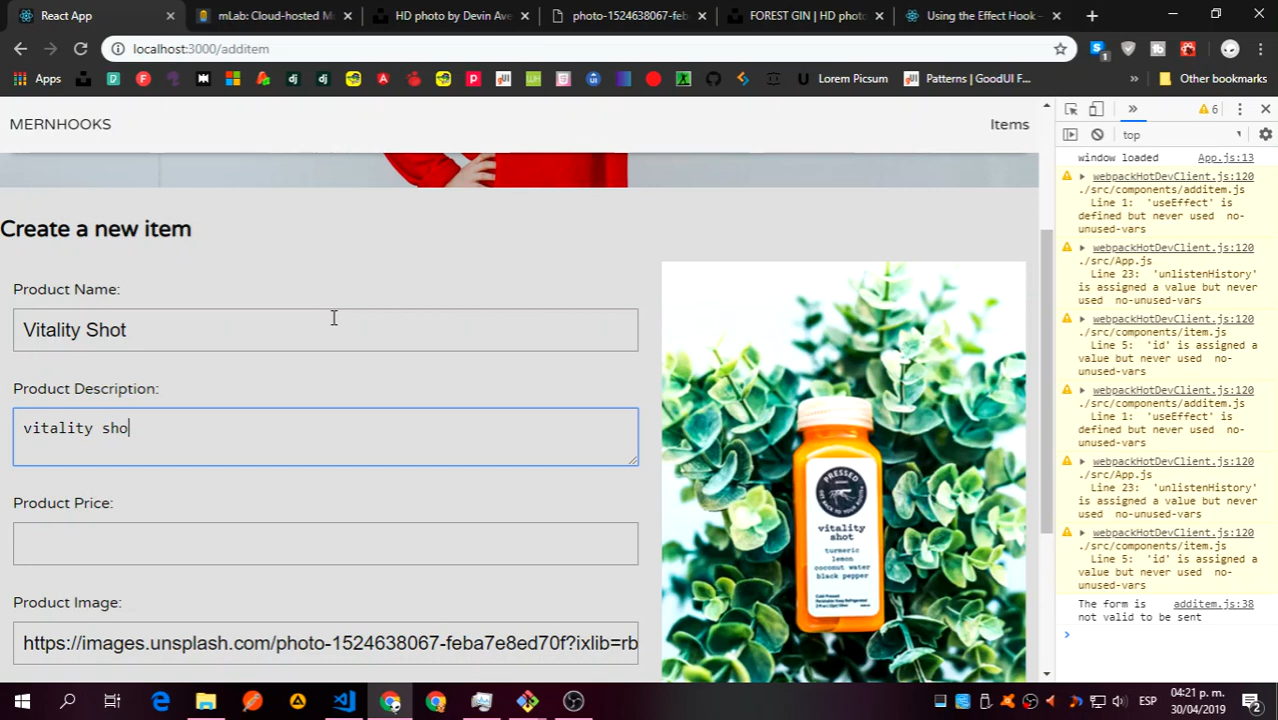 React App
mLab: Cloud-hosted M
HD photo by Devin Ave
photo-1524638067-feba
FOREST GIN | HD phot
Using the Effect Hook –
localhost:3000/additem
Apps
Lorem Picsum
Patterns | GoodUI F...
Other bookmarks
MERNHOOKS
Items
Create a new item
Product Name:
Vitality Shot
Product Description:
vitality sho
Product Price:
Product Image:
https://images.unsplash.com/photo-1524638067-feba7e8ed70f?ixlib=rb
PRESSED
vitality
shot
turmeric
lemon
coconut water
black pepper
6
top
window loaded App.js:13
webpackHotDevClient.js:120
./src/components/additem.js
Line 1: 'useEffect' is
defined but never used no-
unused-vars
webpackHotDevClient.js:120
./src/App.js
Line 23: 'unlistenHistory'
is assigned a value but never
used no-unused-vars
webpackHotDevClient.js:120
./src/components/item.js
Line 5: 'id' is assigned a
value but never used no-
unused-vars
webpackHotDevClient.js:120
./src/components/additem.js
Line 1: 'useEffect' is
defined but never used no-
unused-vars
webpackHotDevClient.js:120
./src/App.js
Line 23: 'unlistenHistory'
is assigned a value but never
used no-unused-vars
webpackHotDevClient.js:120
./src/components/item.js
Line 5: 'id' is assigned a
value but never used no-
unused-vars
The form is additem.js:38
not valid to be sent
ESP
04:21 p. m.
30/04/2019
2